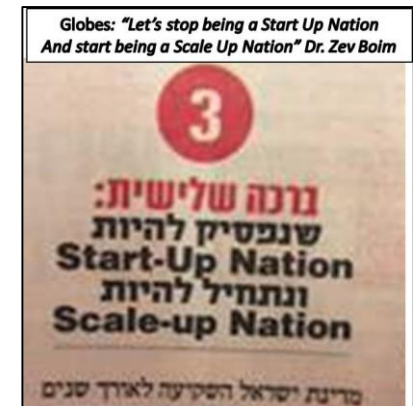 Globes: “Let’s stop being a Start Up Nation
And start being a Scale Up Nation” Dr. Zev Boim
3
ברכה שלישית:
שנפסיק להיות
Start-Up Nation
ונתחיל להיות
Scale-up Nation
מדינת ישראל השקיעה לאורך שנים